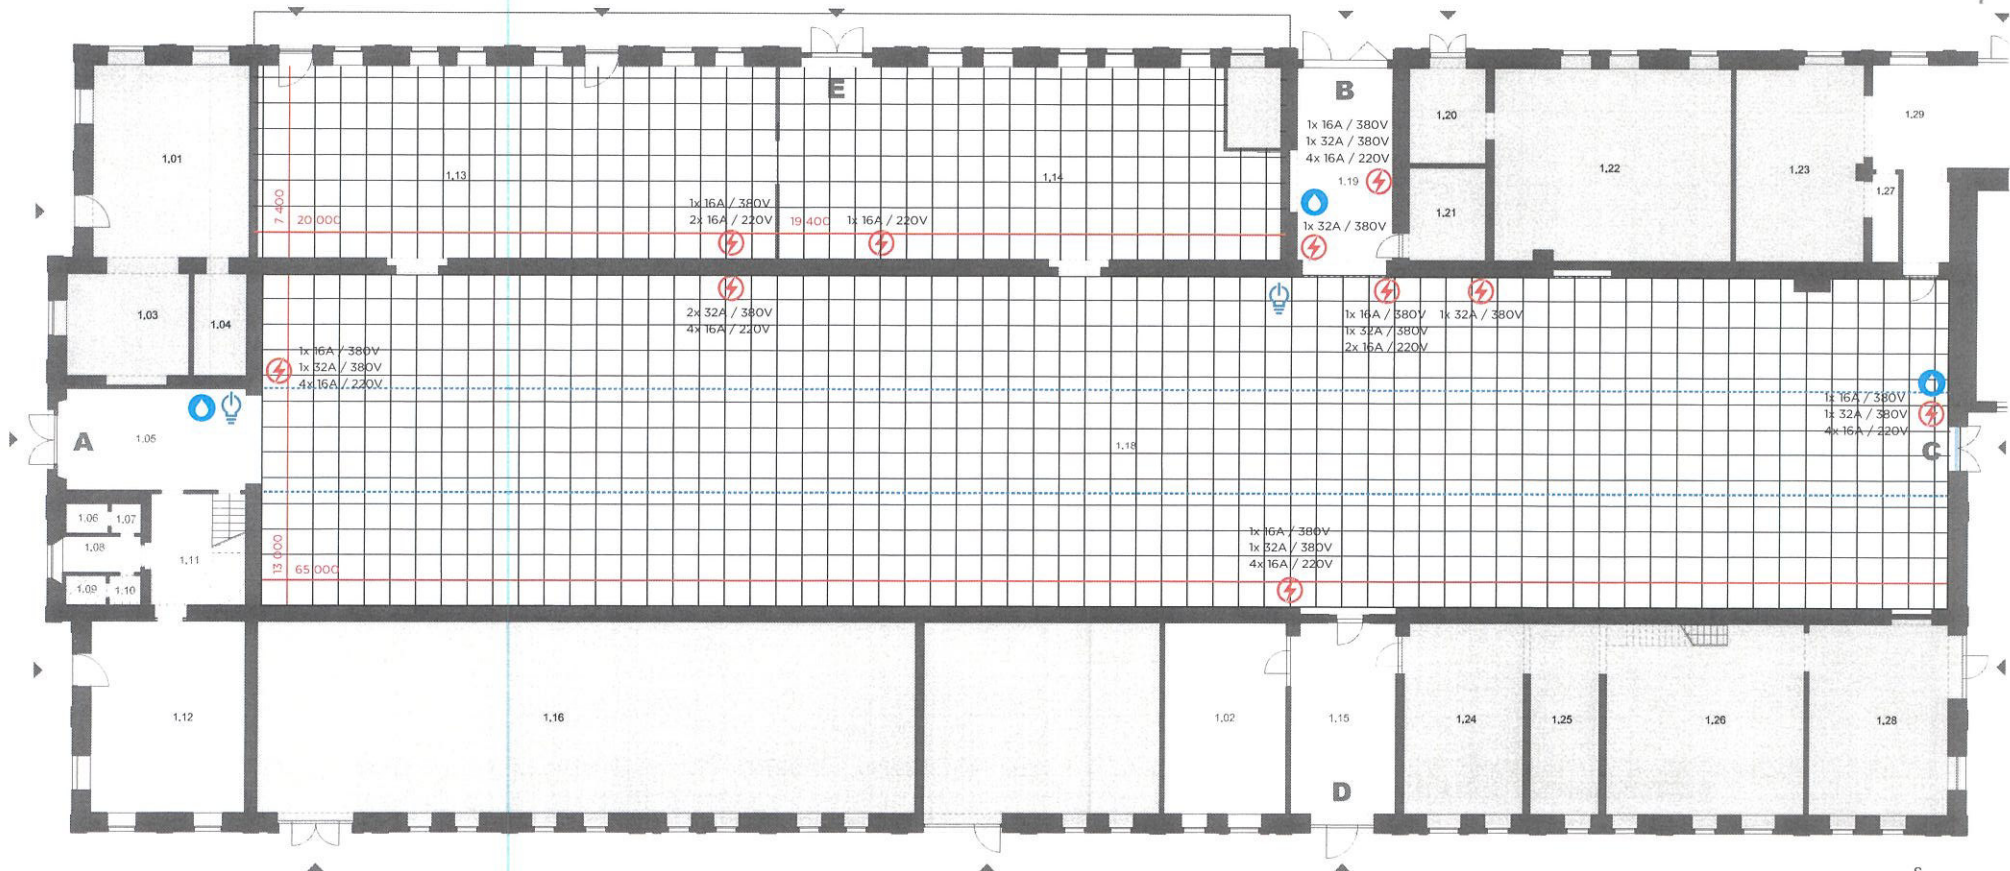 E
B
1x 16A / 380V
1x 32A / 380V
4x 16A / 220V
1.20
1.29
1.01
1.13
1.14
1.19
1.22
1.23
1.27
7 400
20 000
1x 16A / 380V
2x 16A / 220V
19 400
1x 16A / 220V
1x 32A / 380V
1.21
1.03
1.04
2x 32A / 380V
4x 16A / 220V
1x 16A / 380V
1x 32A / 380V
2x 16A / 220V
1x 32A / 380V
1x 16A / 380V
1x 32A / 380V
4x 16A / 220V
1x 16A / 380V
1x 32A / 380V
4x 16A / 220V
A
1.05
1.18
C
1.06
1.07
1.08
1.11
1.09
1.10
13 000
65 000
1x 16A / 380V
1x 32A / 380V
4x 16A / 220V
1.12
1.16
1.02
1.15
1.24
1.25
1.26
1.28
D